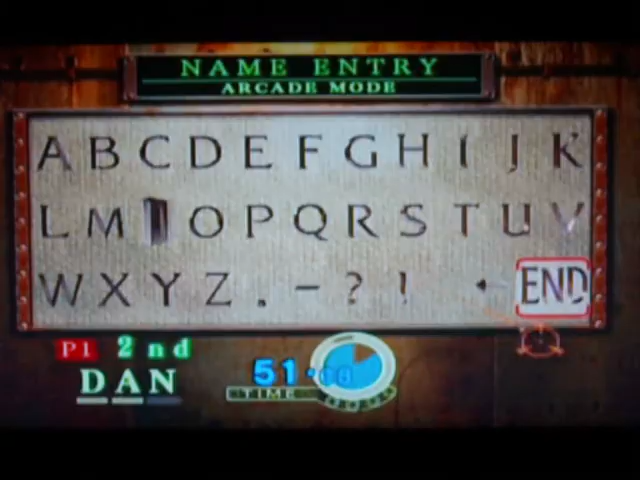 NAME ENTRY
ARCADE MODE
A B C D E F G H I J K
L M O P Q R S T U V
W X Y Z . - ? ! END
P1 2nd
DAN
51
TIME